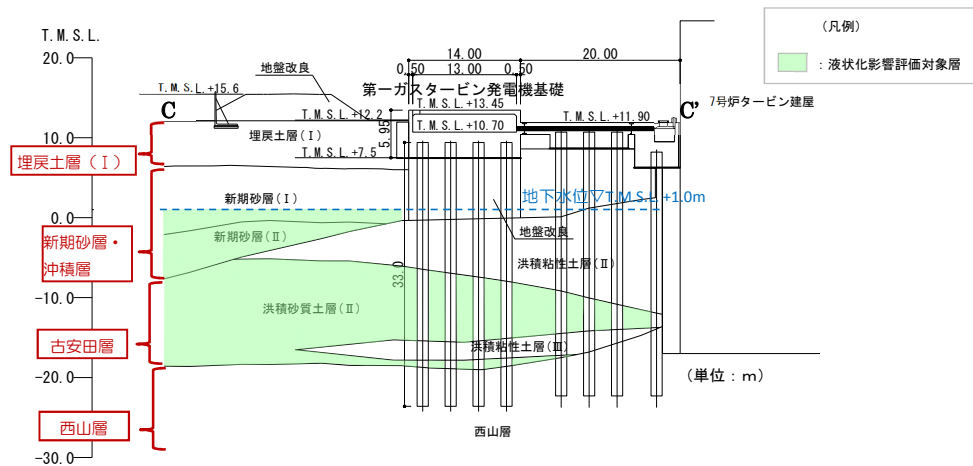 T.M.S.L.
20.0
10.0
0.0
-10.0
-20.0
-30.0
(凡例)
:液状化影響評価対象層
14.00
20.00
0.50
13.00
0.50
地盤改良
第一ガスタービン発電機基礎
T.M.S.L.+15.6
C
C'
7号炉タービン建屋
T.M.S.L.+13.45
T.M.S.L.+12.2
T.M.S.L.+11.90
T.M.S.L.+10.70
5.95
埋戻土層(Ⅰ)
T.M.S.L.+7.5
埋戻土層(Ⅰ)
新期砂層(Ⅰ)
地下水位▽T.M.S.L.+1.0m
新期砂層・
沖積層
新期砂層(Ⅱ)
地盤改良
洪積粘性土層(Ⅱ)
33.0
洪積砂質土層(Ⅱ)
古安田層
洪積粘性土層(Ⅲ)
(単位:m)
西山層
西山層